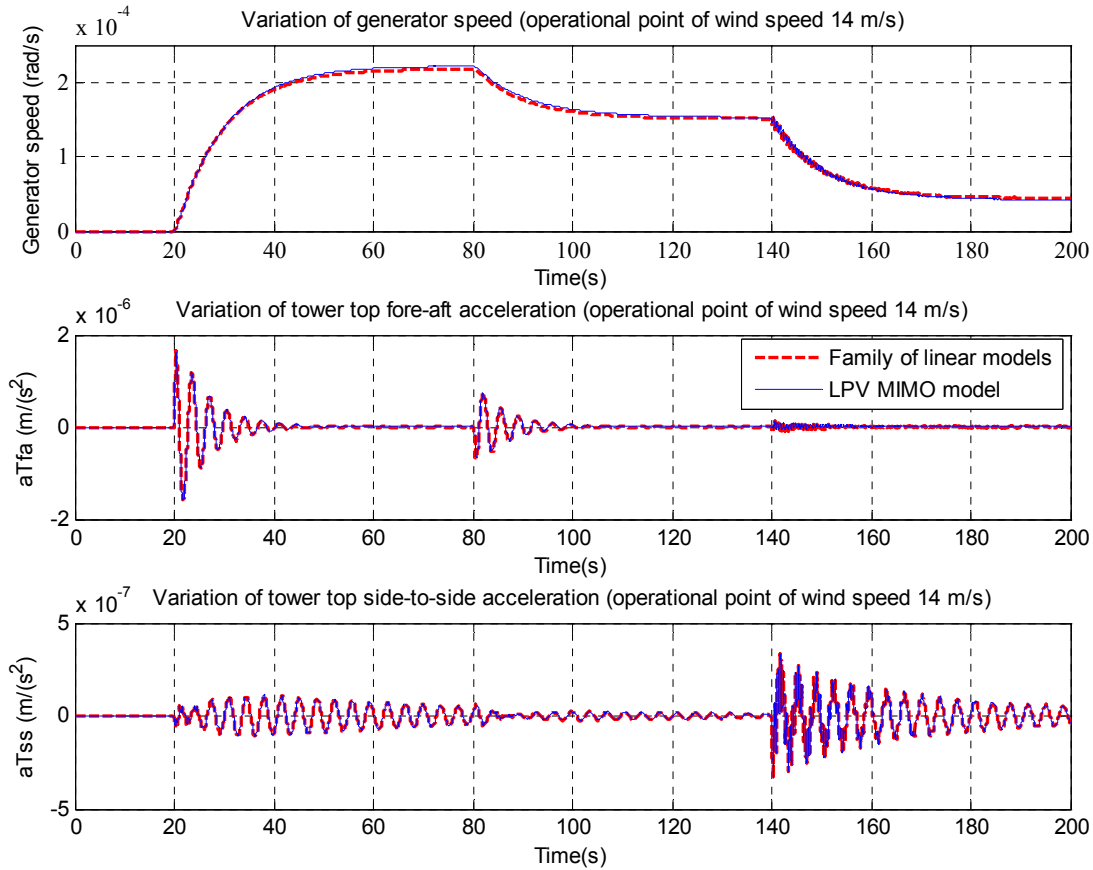 Variation of generator speed (operational point of wind speed 14 m/s)
x 10^-4
Generator speed (rad/s)
2
1
0
0 20 40 60 80 100 120 140 160 180 200
Time(s)
Variation of tower top fore-aft acceleration (operational point of wind speed 14 m/s)
x 10^-6
aTfa (m/(s²)
2
0
-2
Family of linear models
LPV MIMO model
0 20 40 60 80 100 120 140 160 180 200
Time(s)
Variation of tower top side-to-side acceleration (operational point of wind speed 14 m/s)
x 10^-7
aTss (m/(s²)
5
0
-5
0 20 40 60 80 100 120 140 160 180 200
Time(s)